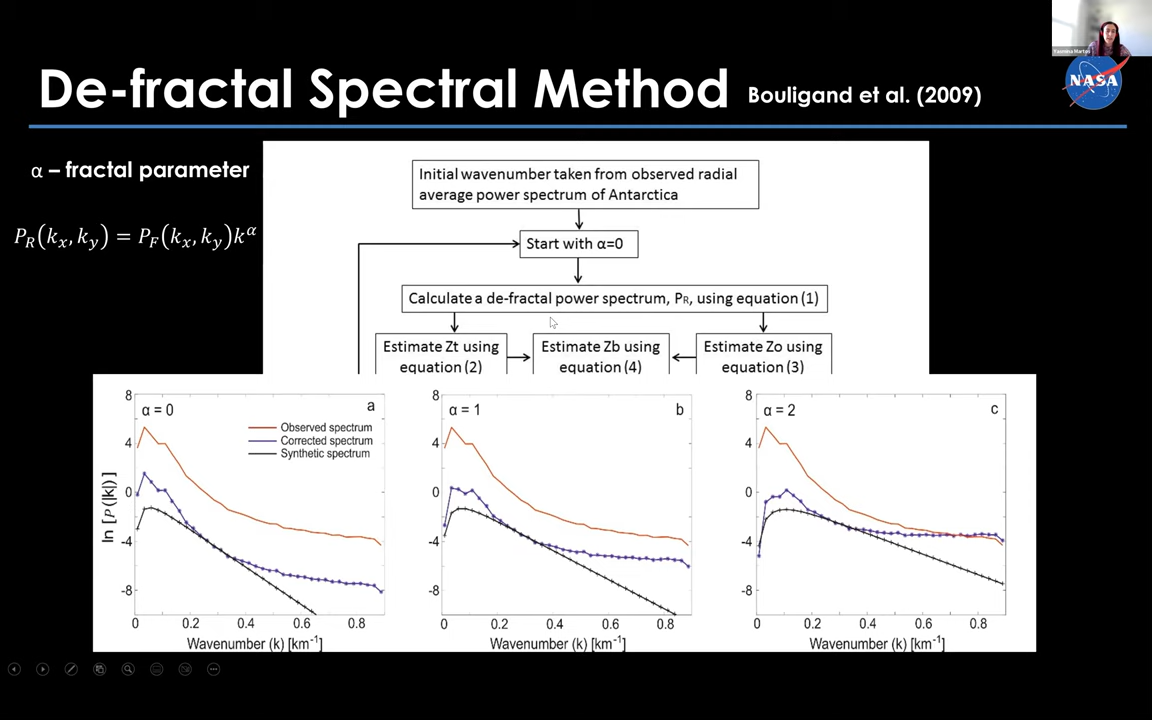 Yasmina Martos
NASA
De-fractal Spectral Method Bouligand et al. (2009)
α – fractal parameter
P_R(k_x, k_y) = P_F(k_x, k_y)k^α
Initial wavenumber taken from observed radial
average power spectrum of Antarctica
Start with α=0
Calculate a de-fractal power spectrum, PR, using equation (1)
Estimate Zt using
equation (2)
Estimate Zb using
equation (4)
Estimate Zo using
equation (3)
ln [P(|k|)]
8
4
0
-4
-8
α = 0
a
Observed spectrum
Corrected spectrum
Synthetic spectrum
0 0.2 0.4 0.6 0.8
Wavenumber (k) [km⁻¹]
8
4
0
-4
-8
α = 1
b
0 0.2 0.4 0.6 0.8
Wavenumber (k) [km⁻¹]
8
4
0
-4
-8
α = 2
c
0 0.2 0.4 0.6 0.8
Wavenumber (k) [km⁻¹]